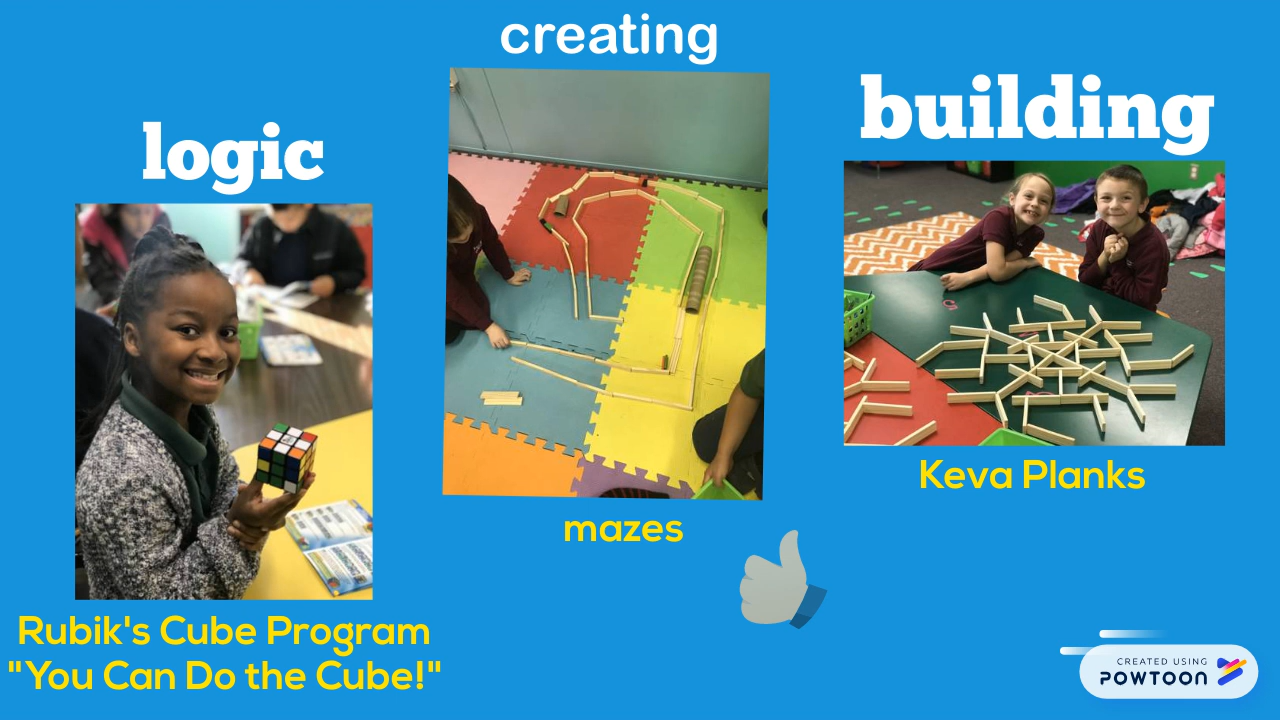 creating
building
logic
Keva Planks
mazes
Rubik's Cube Program
"You Can Do the Cube!"
CREATED USING
POWTOON